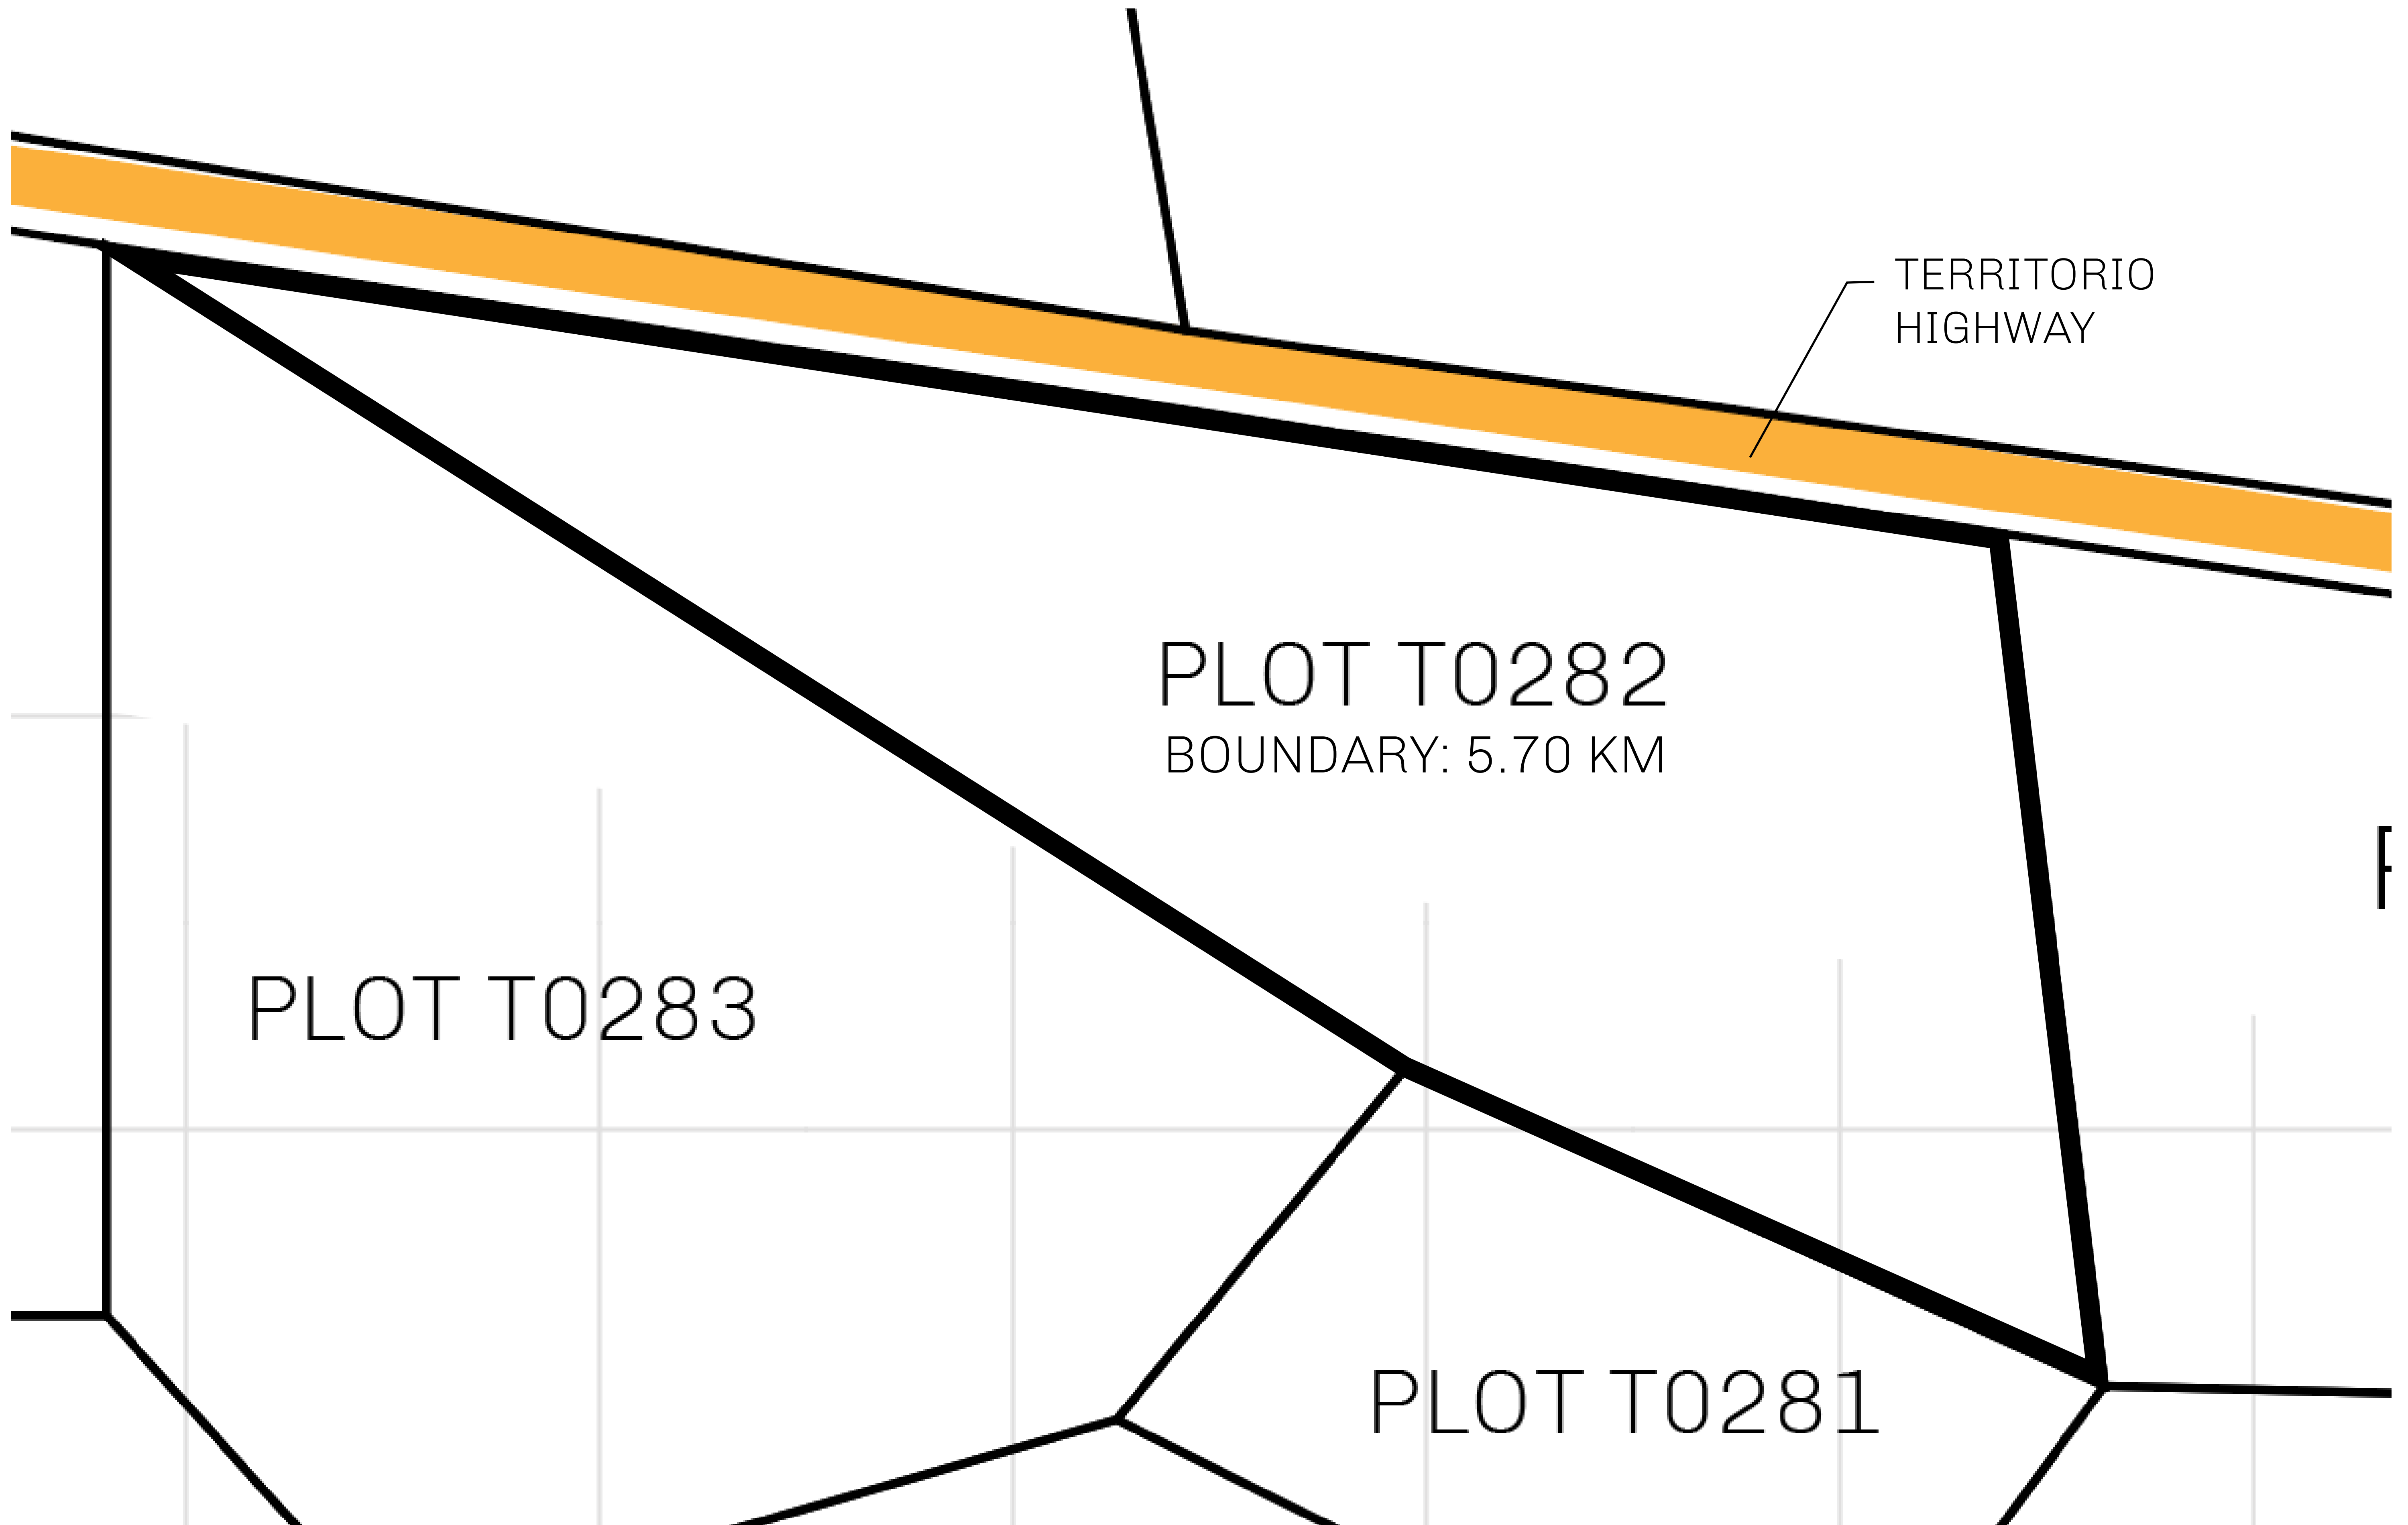 TERRITORIO
HIGHWAY
PLOT T0282
BOUNDARY: 5.70 KM
PLOT T0283
PLOT T0281